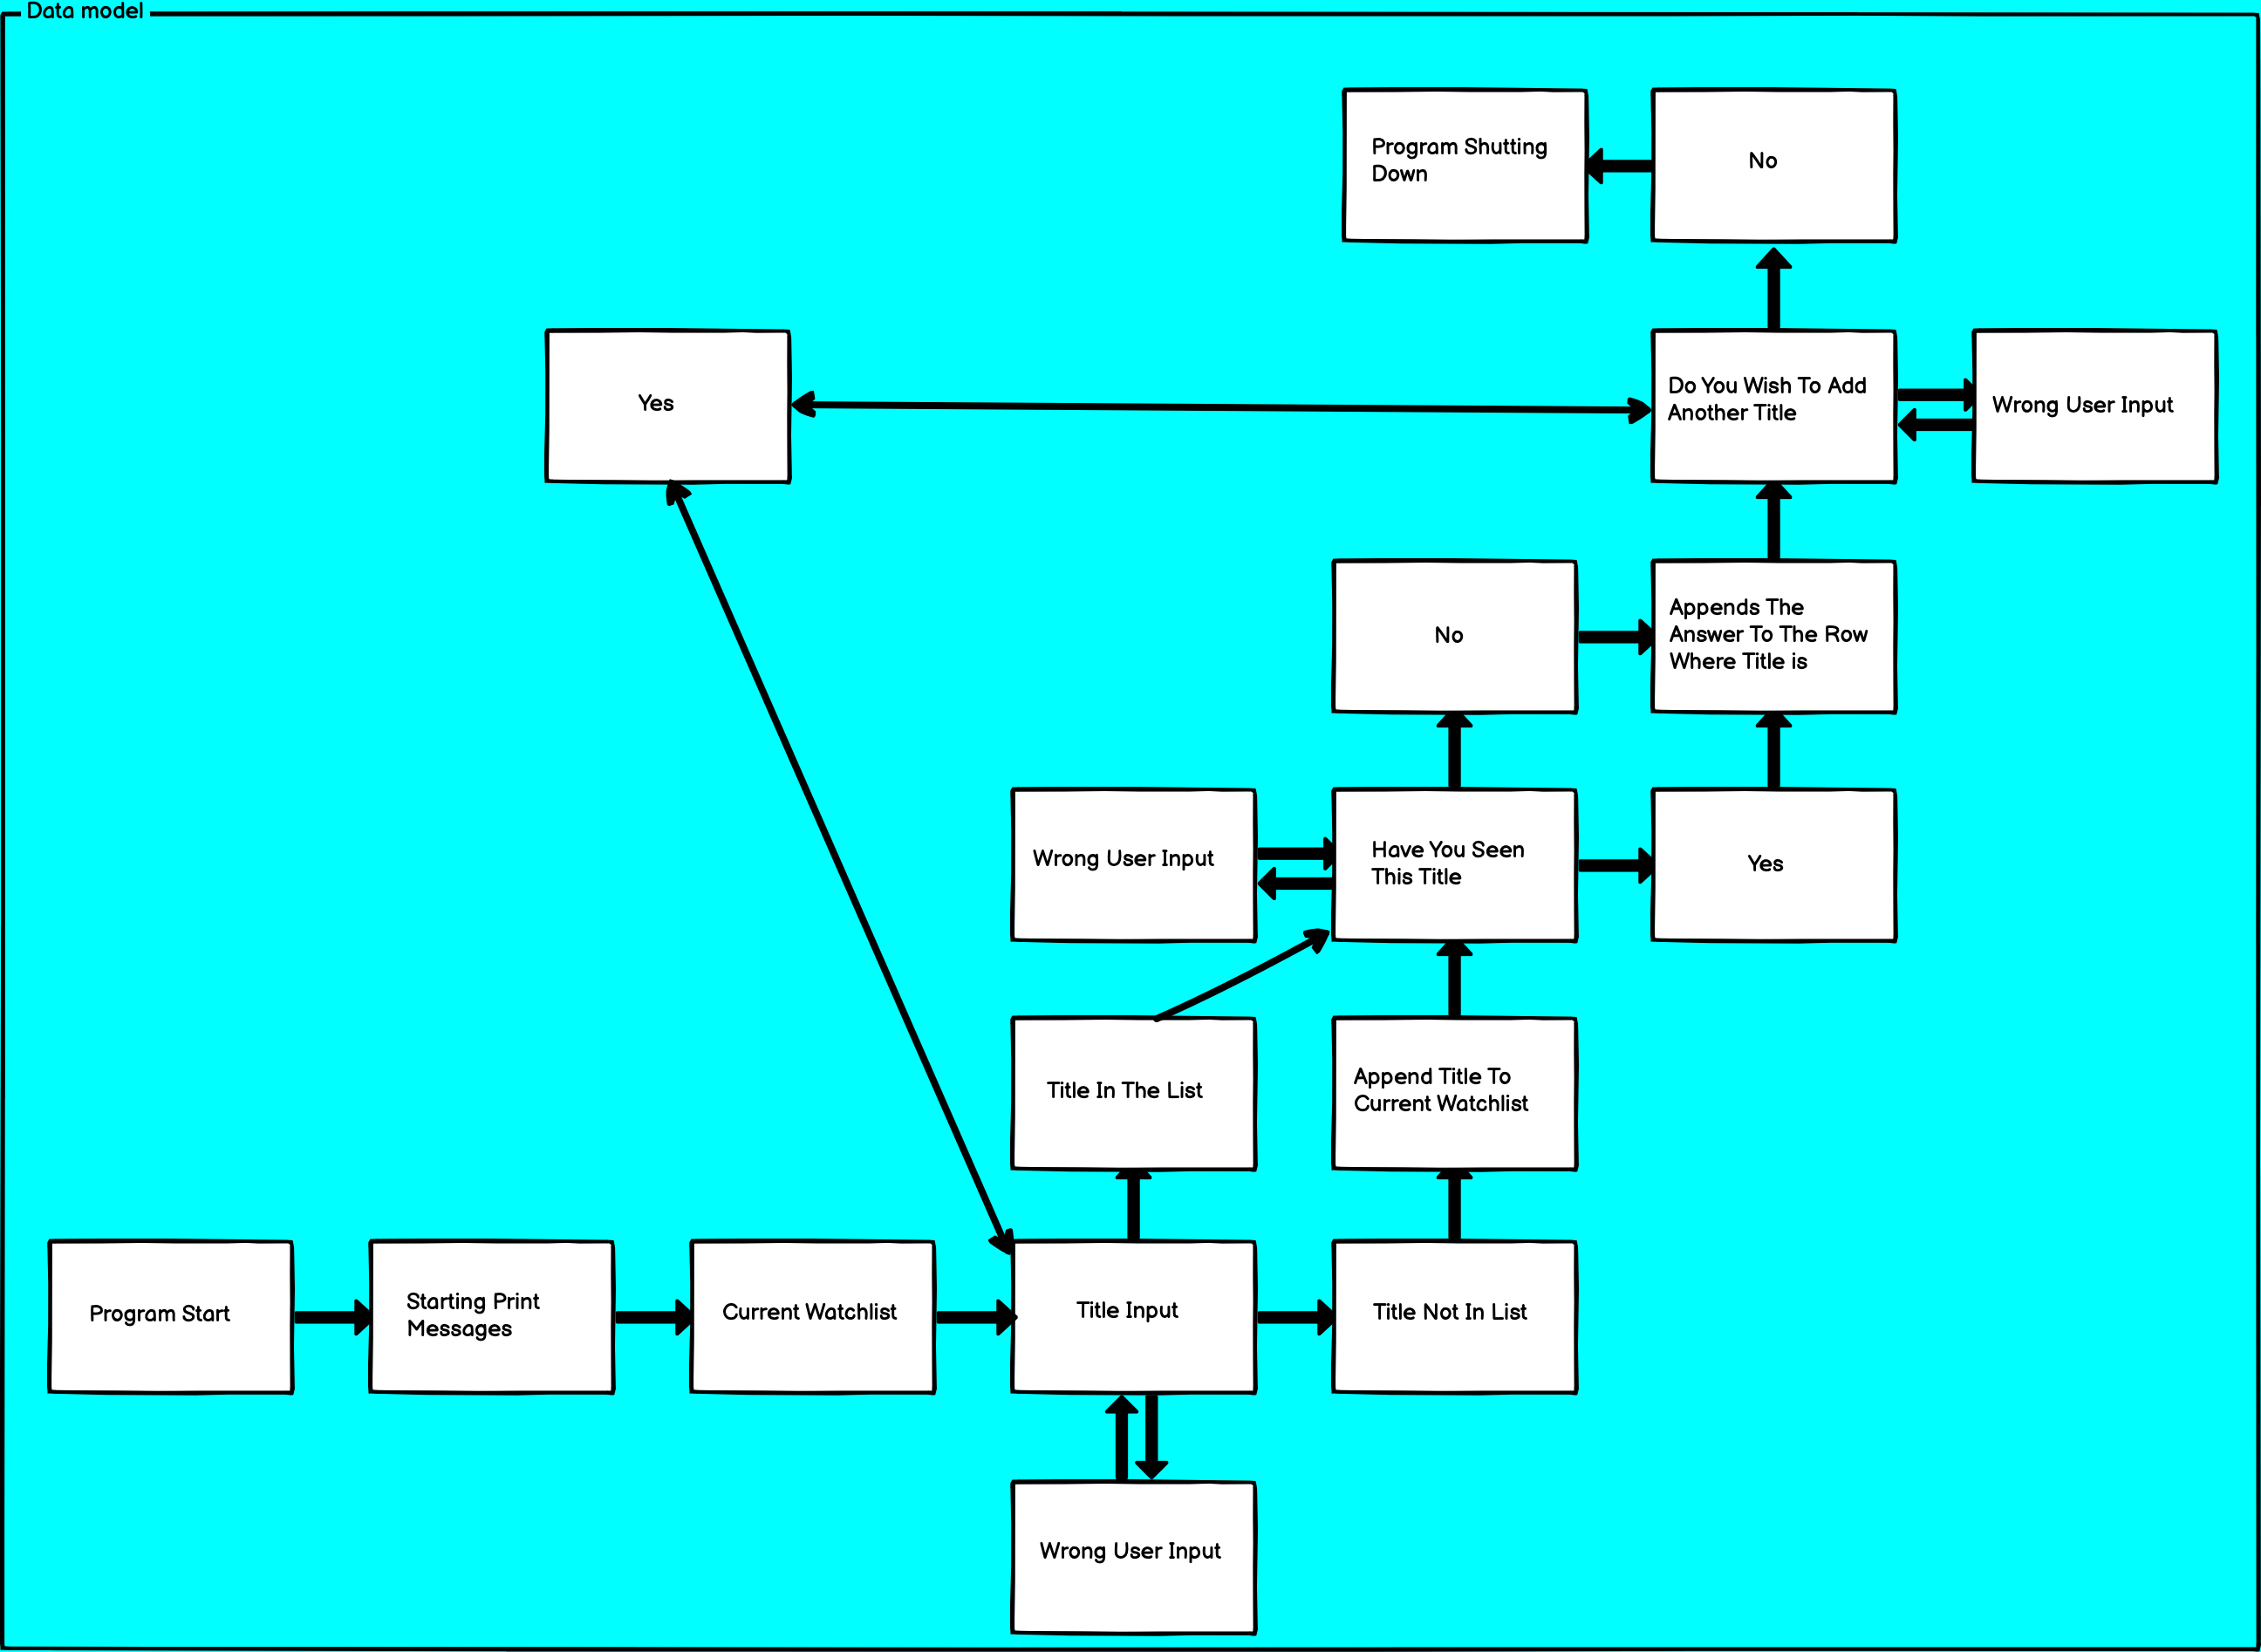 Data model
Program Shutting
Down
No
Yes
Do You Wish To Add
Another Title
Wrong User Input
No
Appends The
Answer To The Row
Where Title is
Wrong User Input
Have You Seen
This Title
Yes
Title In The List
Append Title To
Current Watchlist
Program Start
Starting Print
Messages
Current Watchlist
Title Input
Title Not In List
Wrong User Input